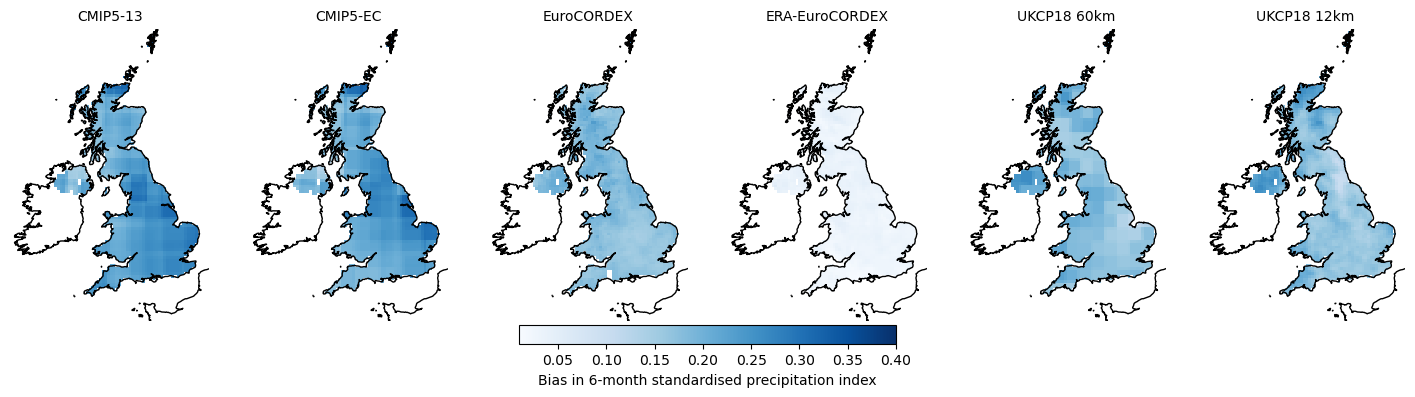 CMIP5-13 CMIP5-EC EuroCORDEX ERA-EuroCORDEX UKCP18 60km UKCP18 12km
0.05 0.10 0.15 0.20 0.25 0.30 0.35 0.40
Bias in 6-month standardised precipitation index